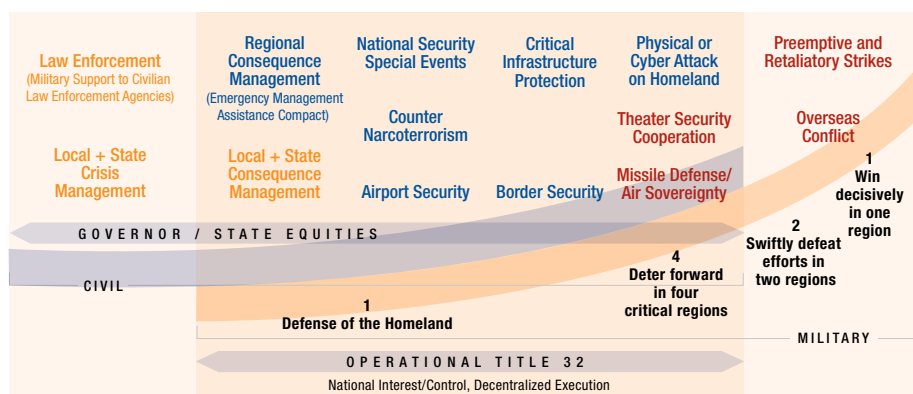 Law Enforcement
(Military Support to Civilian
Law Enforcement Agencies)
Local + State
Crisis
Management
Regional
Consequence
Management
(Emergency Management
Assistance Compact)
Local + State
Consequence
Management
National Security
Special Events
Counter
Narcoterrorism
Airport Security
Critical
Infrastructure
Protection
Border Security
Physical or
Cyber Attack
on Homeland
Theater Security
Cooperation
Missile Defense/
Air Sovereignty
Preemptive and
Retaliatory Strikes
Overseas
Conflict
1
Win
decisively
in one
region
2
Swiftly defeat
efforts in
two regions
GOVERNOR / STATE EQUITIES
4
Deter forward
in four
critical regions
CIVIL
1
Defense of the Homeland
MILITARY
OPERATIONAL TITLE 32
National Interest/Control, Decentralized Execution